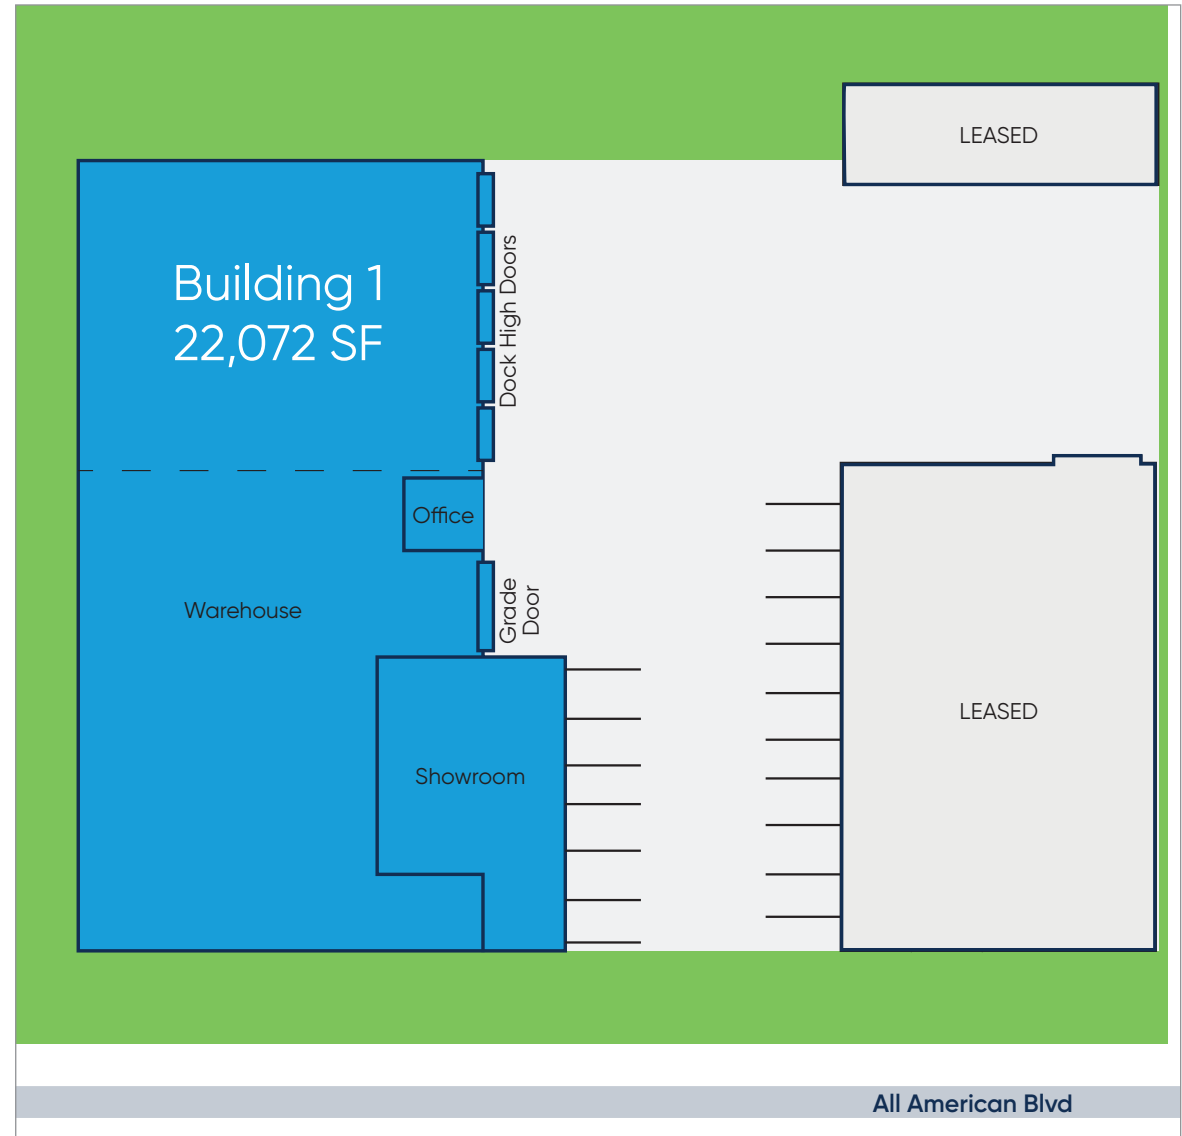 LEASED
Building 1
22,072 SF
Dock High Doors
Office
Grade
Door
Warehouse
LEASED
Showroom
All American Blvd